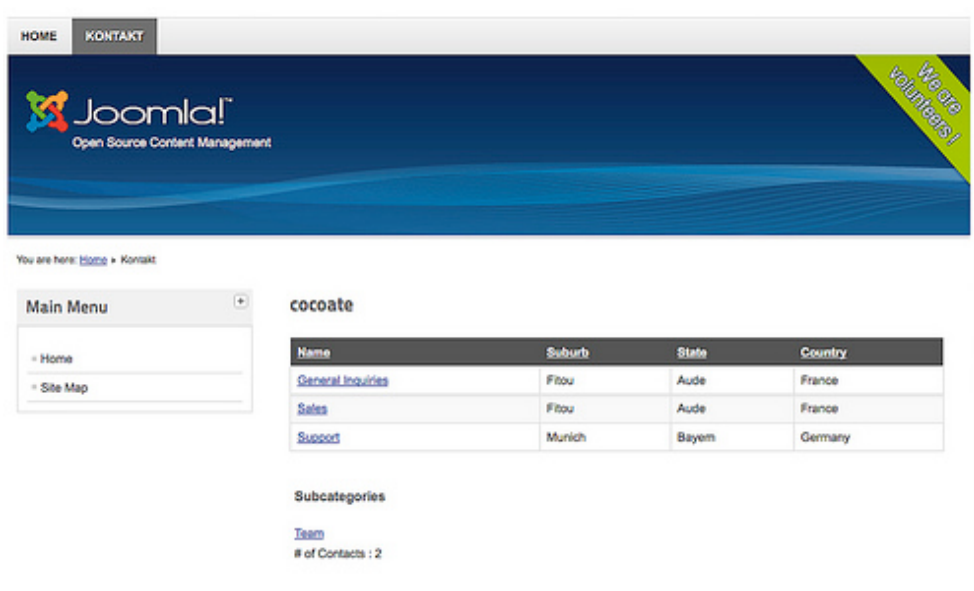 HOME KONTAKT
Joomla!™
Open Source Content Management
We are
volunteers!
You are here: Home » Kontakt
Main Menu
+
Home
Site Map
cocoate
Name Suburb State Country
General Inquiries Fitou Aude France
Sales Fitou Aude France
Support Munich Bayern Germany
Subcategories
Team
# of Contacts : 2